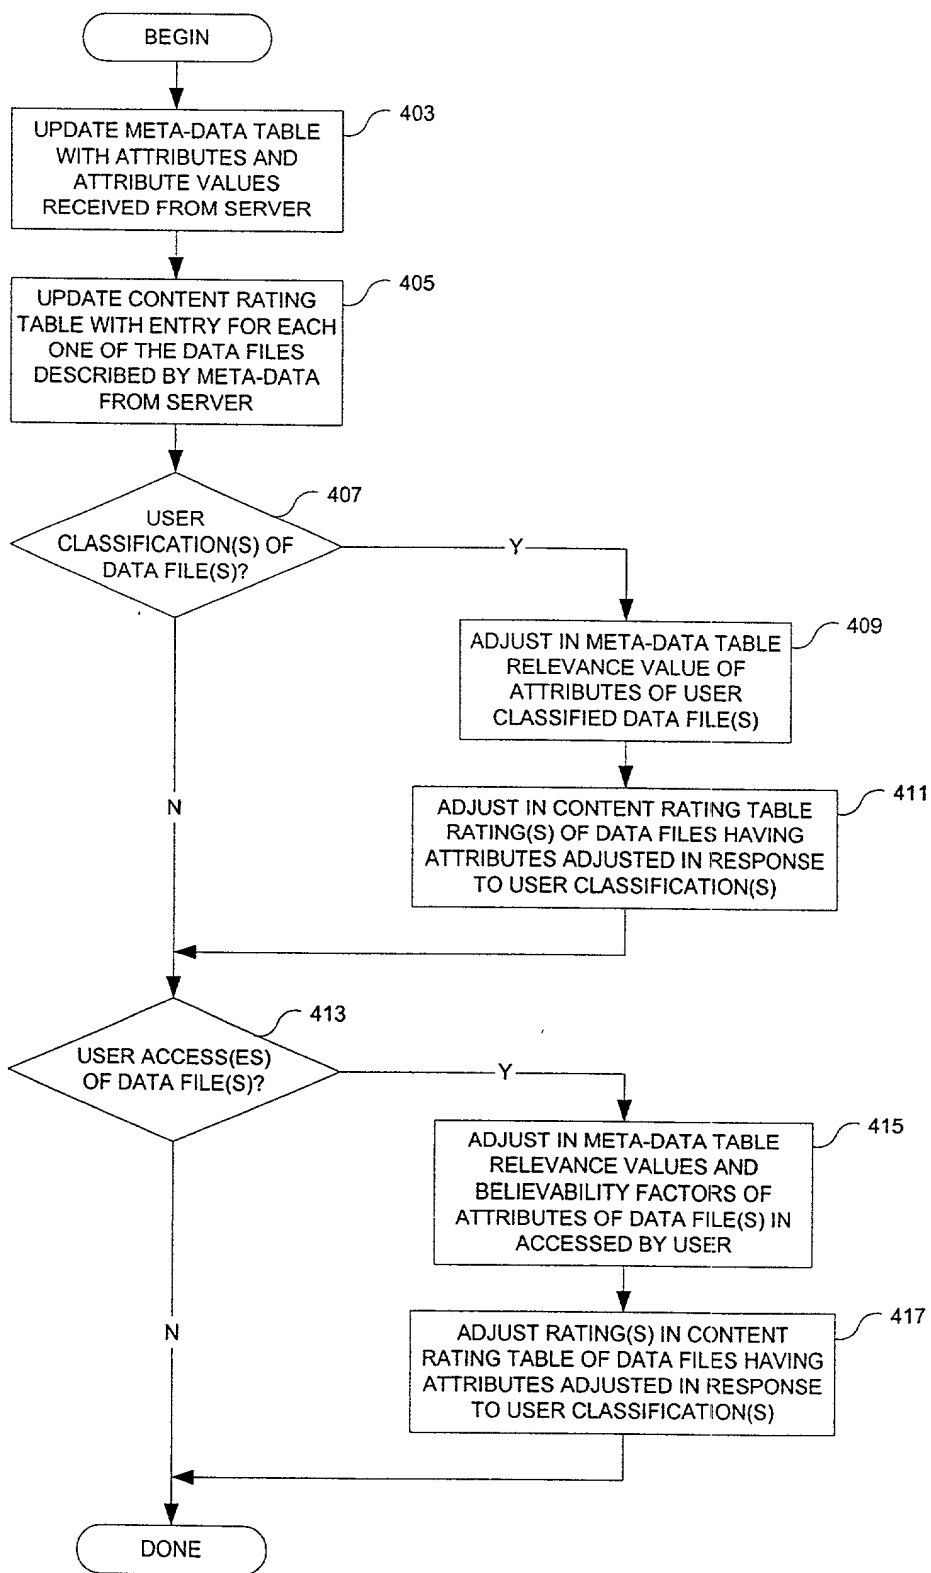 BEGIN
403
UPDATE META-DATA TABLE
WITH ATTRIBUTES AND
ATTRIBUTE VALUES
RECEIVED FROM SERVER
405
UPDATE CONTENT RATING
TABLE WITH ENTRY FOR EACH
ONE OF THE DATA FILES
DESCRIBED BY META-DATA
FROM SERVER
407
USER
CLASSIFICATION(S) OF
DATA FILE(S)?
Y
409
ADJUST IN META-DATA TABLE
RELEVANCE VALUE OF
ATTRIBUTES OF USER
CLASSIFIED DATA FILE(S)
N
411
ADJUST IN CONTENT RATING TABLE
RATING(S) OF DATA FILES HAVING
ATTRIBUTES ADJUSTED IN RESPONSE
TO USER CLASSIFICATION(S)
413
USER ACCESS(ES)
OF DATA FILE(S)?
Y
415
ADJUST IN META-DATA TABLE
RELEVANCE VALUES AND
BELIEVABILITY FACTORS OF
ATTRIBUTES OF DATA FILE(S) IN
ACCESSED BY USER
N
417
ADJUST RATING(S) IN CONTENT
RATING TABLE OF DATA FILES HAVING
ATTRIBUTES ADJUSTED IN RESPONSE
TO USER CLASSIFICATION(S)
DONE